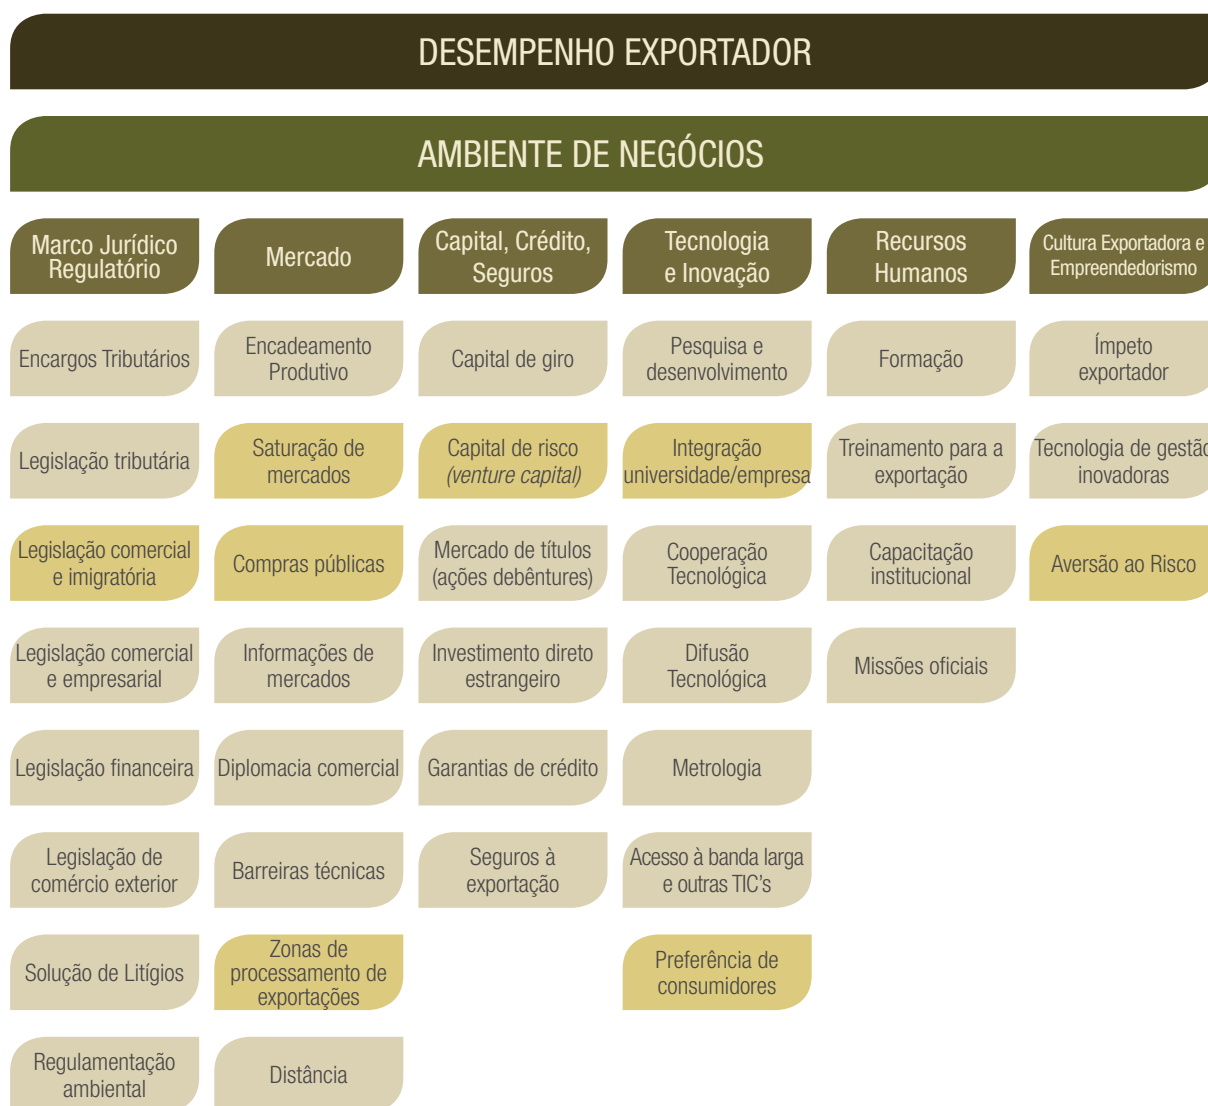 DESEMPENHO EXPORTADOR
AMBIENTE DE NEGÓCIOS
Marco Jurídico
Regulatório
Mercado
Capital, Crédito,
Seguros
Tecnologia
e Inovação
Recursos
Humanos
Cultura Exportadora e
Empreendedorismo
Encargos Tributários
Encadeamento
Produtivo
Capital de giro
Pesquisa e
desenvolvimento
Formação
Ímpeto
exportador
Legislação tributária
Saturação de
mercados
Capital de risco
(venture capital)
Integração
universidade/empresa
Treinamento para a
exportação
Tecnologia de gestão
inovadoras
Legislação comercial
e imigratória
Compras públicas
Mercado de títulos
(ações debêntures)
Cooperação
Tecnológica
Capacitação
institucional
Aversão ao Risco
Legislação comercial
e empresarial
Informações de
mercados
Investimento direto
estrangeiro
Difusão
Tecnológica
Missões oficiais
Legislação financeira
Diplomacia comercial
Garantias de crédito
Metrologia
Legislação de
comércio exterior
Barreiras técnicas
Seguros à
exportação
Acesso à banda larga
e outras TIC's
Solução de Litígios
Zonas de
processamento de
exportações
Preferência de
consumidores
Regulamentação
ambiental
Distância